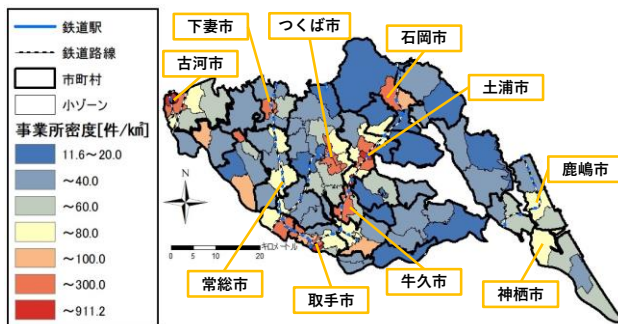 鉄道駅
鉄道路線
市町村
小ゾーン
事業所密度[件/k㎡]
11.6～20.0
～40.0
～60.0
～80.0
～100.0
～300.0
～911.2
下妻市
つくば市
石岡市
古河市
土浦市
鹿嶋市
N
0 5 10 20
キロメートル
常総市
取手市
牛久市
神栖市